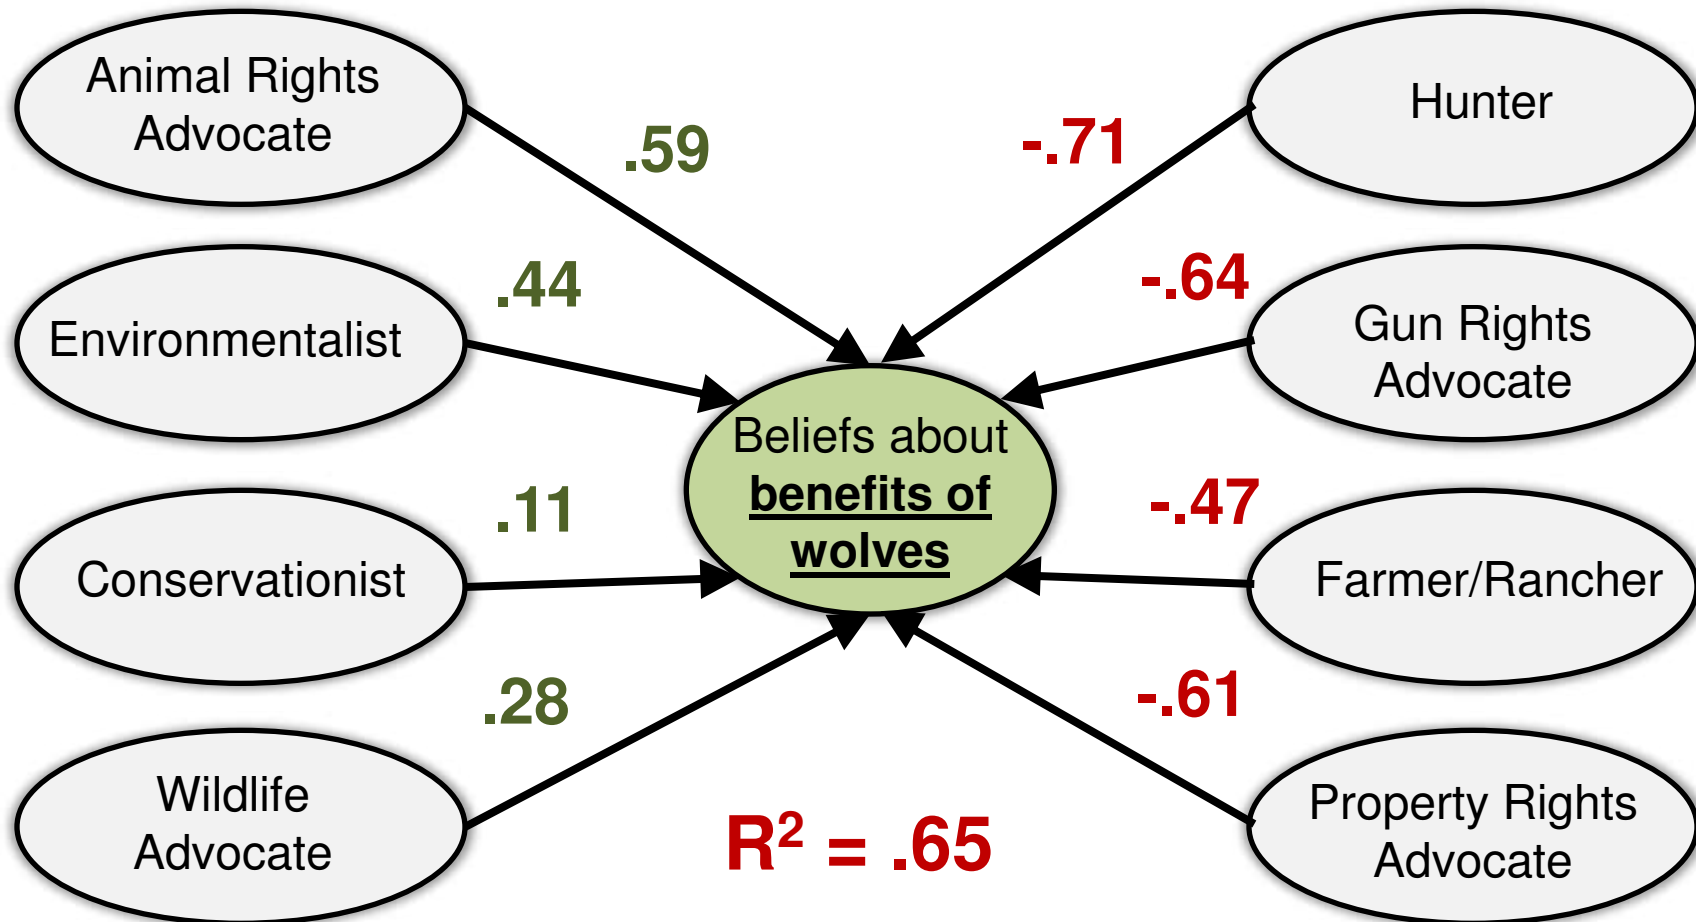 Animal Rights
Advocate
.59
-.71
Hunter
Environmentalist
.44
-.64
Gun Rights
Advocate
Beliefs about
benefits of
wolves
Conservationist
.11
-.47
Farmer/Rancher
Wildlife
Advocate
.28
-.61
Property Rights
Advocate
R² = .65